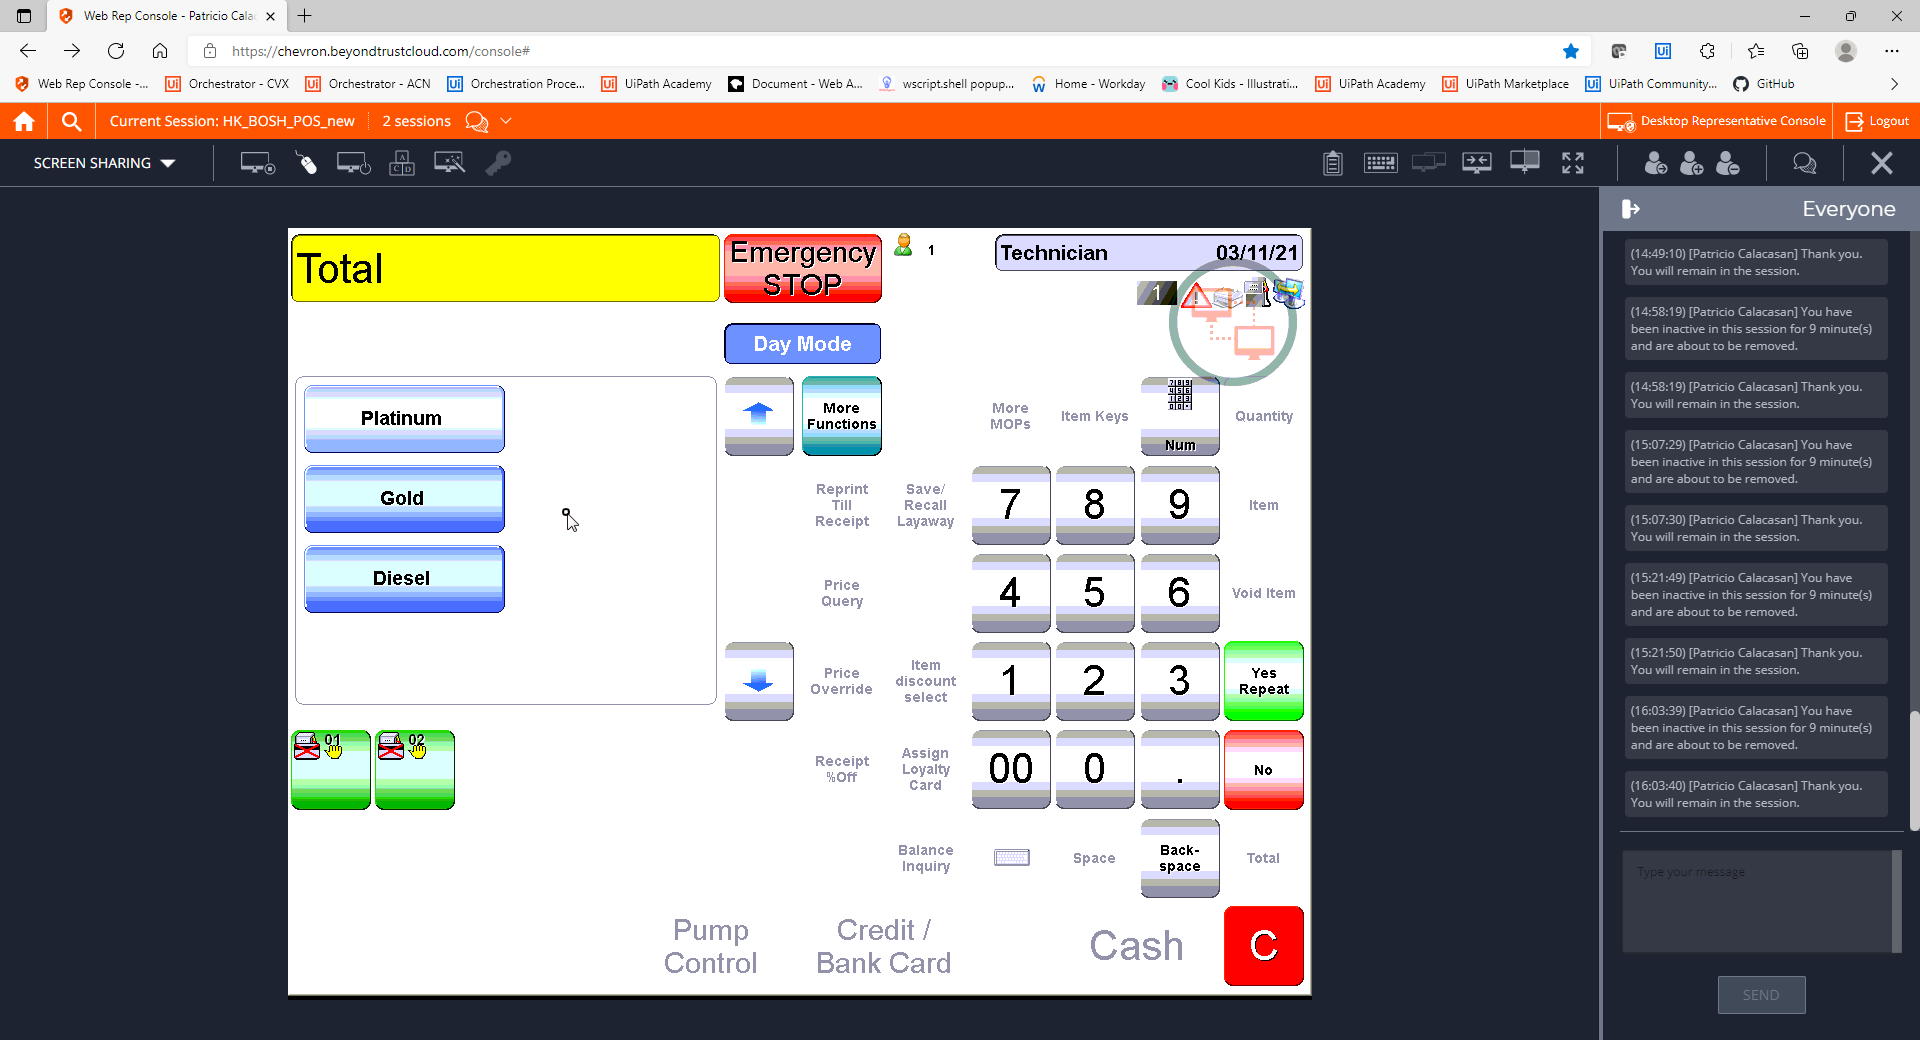 Web Rep Console - Patricio Cala
https://chevron.beyondtrustcloud.com/console#
Web Rep Console -...
Orchestrator - CVX
Orchestrator - ACN
Orchestration Proce...
UiPath Academy
Document - Web A...
wscript.shell popup...
Home - Workday
Cool Kids - Illustrati...
UiPath Academy
UiPath Marketplace
UiPath Community...
GitHub
Current Session: HK_BOSH_POS_new
2 sessions
Desktop Representative Console
Logout
SCREEN SHARING
Everyone
Total
Emergency
STOP
1
Technician
03/11/21
1
Day Mode
Platinum
Gold
Diesel
More
Functions
More
MOPs
Item Keys
Num
Quantity
Reprint
Till
Receipt
Save/
Recall
Layaway
7
8
9
Item
Price
Query
4
5
6
Void Item
Price
Override
Item
discount
select
1
2
3
Yes
Repeat
01
02
Receipt
%Off
Assign
Loyalty
Card
00
0
.
No
Balance
Inquiry
Space
Back-
space
Total
Pump
Control
Credit /
Bank Card
Cash
C
(14:49:10) [Patricio Calacasan] Thank you.
You will remain in the session.
(14:58:19) [Patricio Calacasan] You have
been inactive in this session for 9 minute(s)
and are about to be removed.
(14:58:19) [Patricio Calacasan] Thank you.
You will remain in the session.
(15:07:29) [Patricio Calacasan] You have
been inactive in this session for 9 minute(s)
and are about to be removed.
(15:07:30) [Patricio Calacasan] Thank you.
You will remain in the session.
(15:21:49) [Patricio Calacasan] You have
been inactive in this session for 9 minute(s)
and are about to be removed.
(15:21:50) [Patricio Calacasan] Thank you.
You will remain in the session.
(16:03:39) [Patricio Calacasan] You have
been inactive in this session for 9 minute(s)
and are about to be removed.
(16:03:40) [Patricio Calacasan] Thank you.
You will remain in the session.
Type your message
SEND